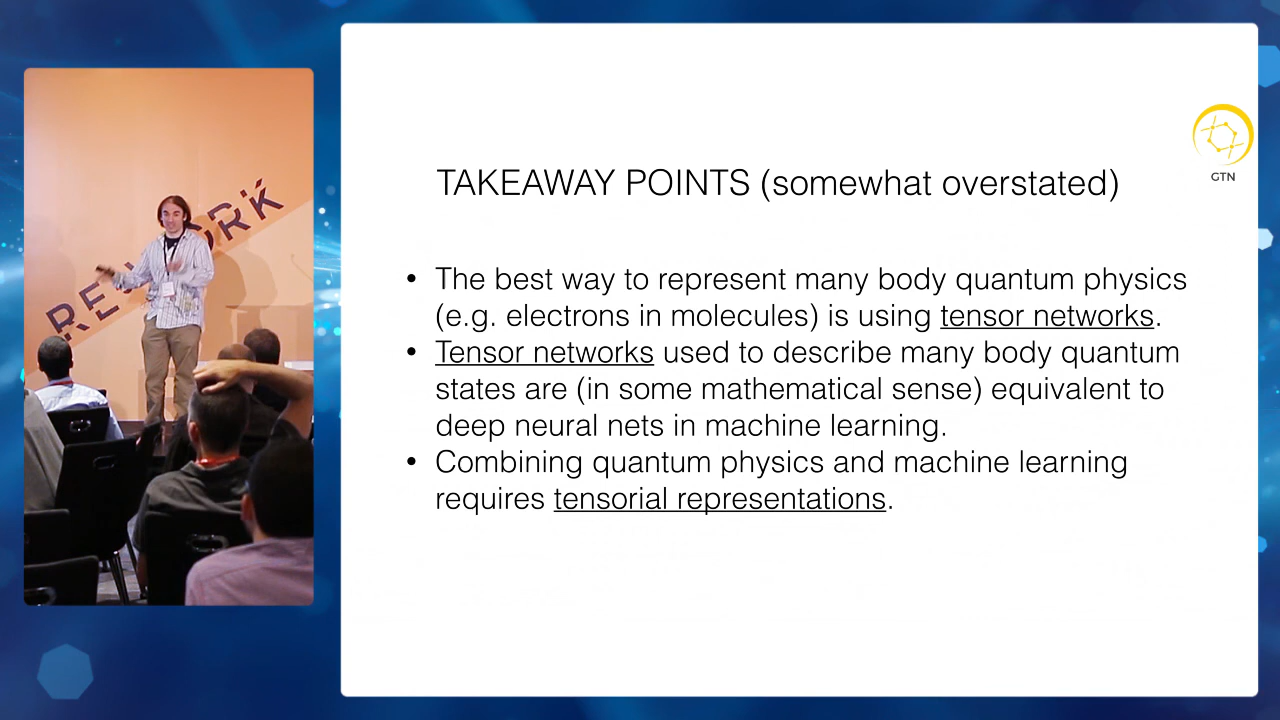 RE WORK
GTN
TAKEAWAY POINTS (somewhat overstated)
• The best way to represent many body quantum physics
(e.g. electrons in molecules) is using tensor networks.
• Tensor networks used to describe many body quantum
states are (in some mathematical sense) equivalent to
deep neural nets in machine learning.
• Combining quantum physics and machine learning
requires tensorial representations.